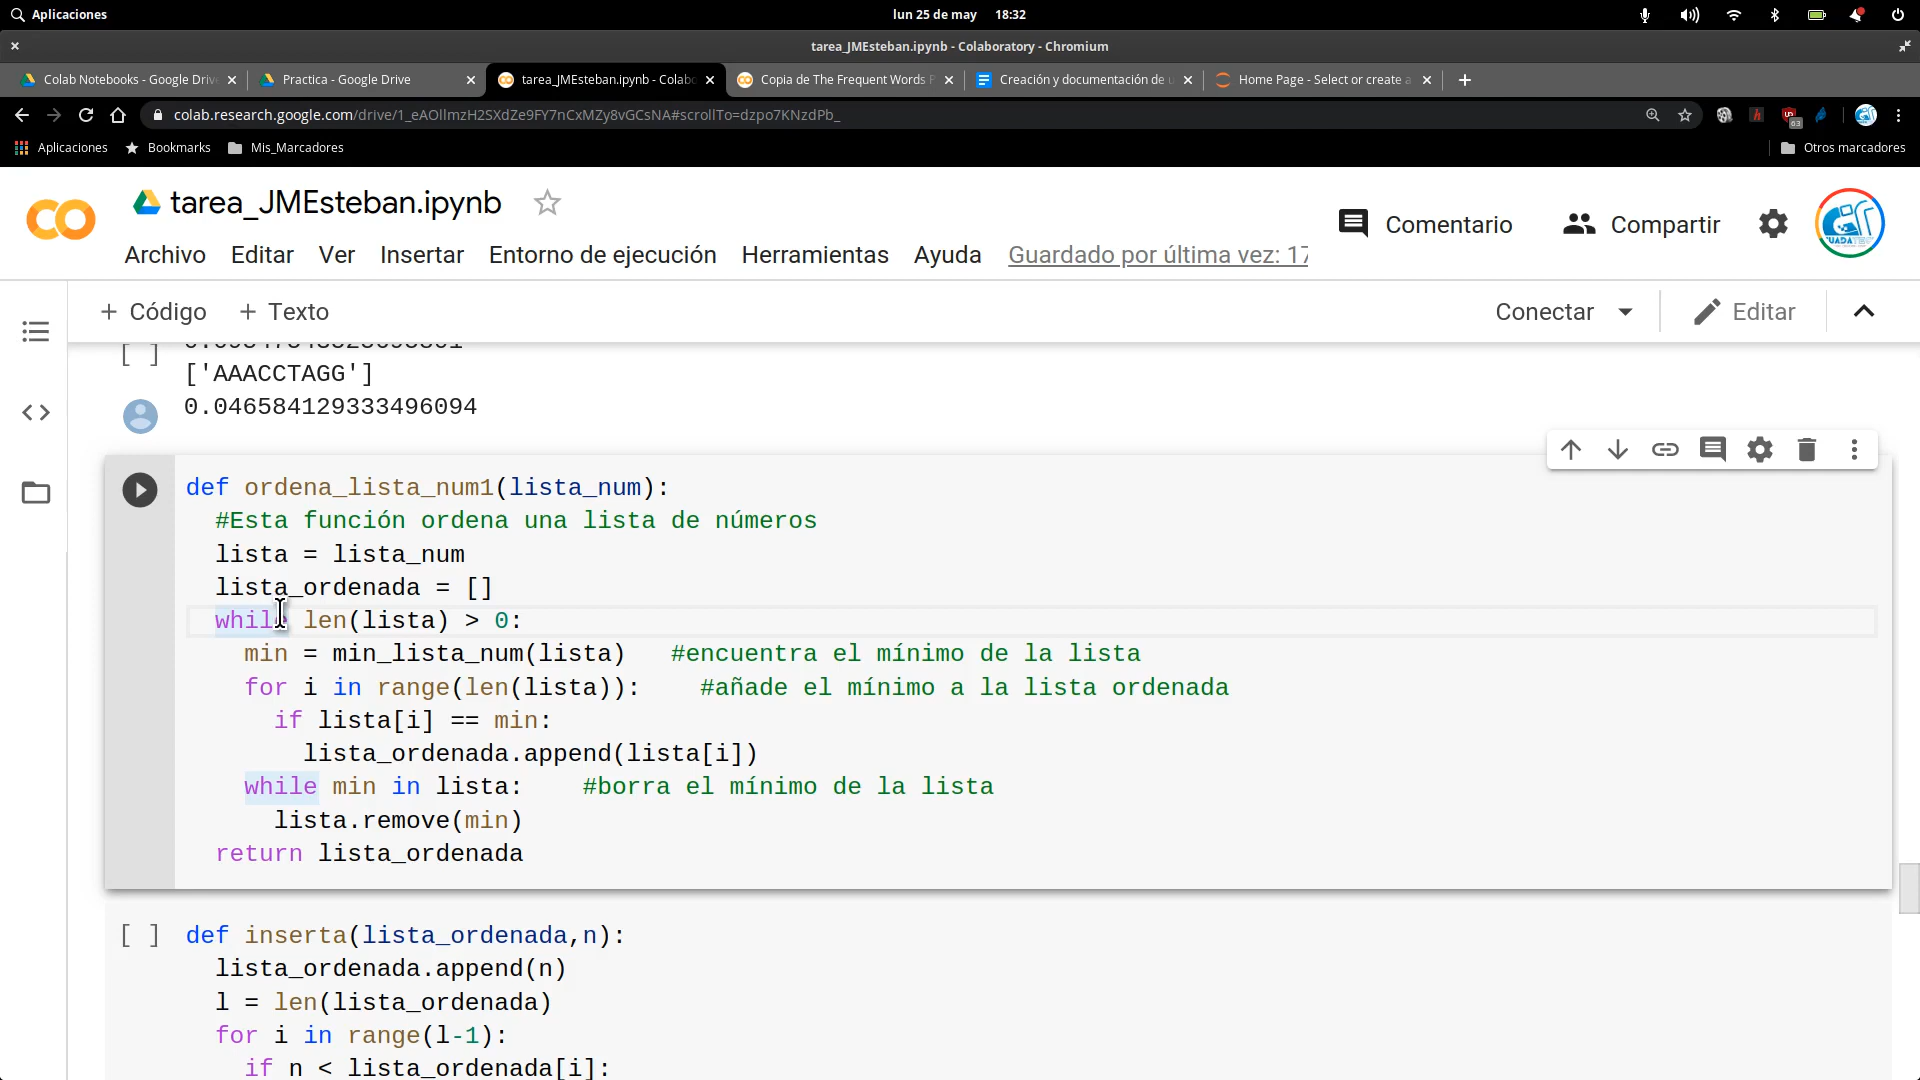 Aplicaciones
lun 25 de may 18:32
tarea_JMEsteban.ipynb - Colaboratory - Chromium
Colab Notebooks - Google Driv
Practica - Google Drive
tarea_JMEsteban.ipynb - Colabo
Copia de The Frequent Words P
Creación y documentación de u
Home Page - Select or create a
colab.research.google.com/drive/1_eAOllmzH2SXdZe9FY7nCxMZy8vGCsNA#scrollTo=dzpo7KNzdPb_
63
Aplicaciones
Bookmarks
Mis_Marcadores
Otros marcadores
tarea_JMEsteban.ipynb
Comentario
Compartir
Archivo Editar Ver Insertar Entorno de ejecución Herramientas Ayuda Guardado por última vez: 17
+ Código + Texto
Conectar
Editar
[ ]
['AAACCTAGG']
0.046584129333496094
def ordena_lista_num1(lista_num):
#Esta función ordena una lista de números
lista = lista_num
lista_ordenada = []
while len(lista) > 0:
min = min_lista_num(lista) #encuentra el mínimo de la lista
for i in range(len(lista)): #añade el mínimo a la lista ordenada
if lista[i] == min:
lista_ordenada.append(lista[i])
while min in lista: #borra el mínimo de la lista
lista.remove(min)
return lista_ordenada
[ ] def inserta(lista_ordenada,n):
lista_ordenada.append(n)
l = len(lista_ordenada)
for i in range(l-1):
if n < lista_ordenada[i]: